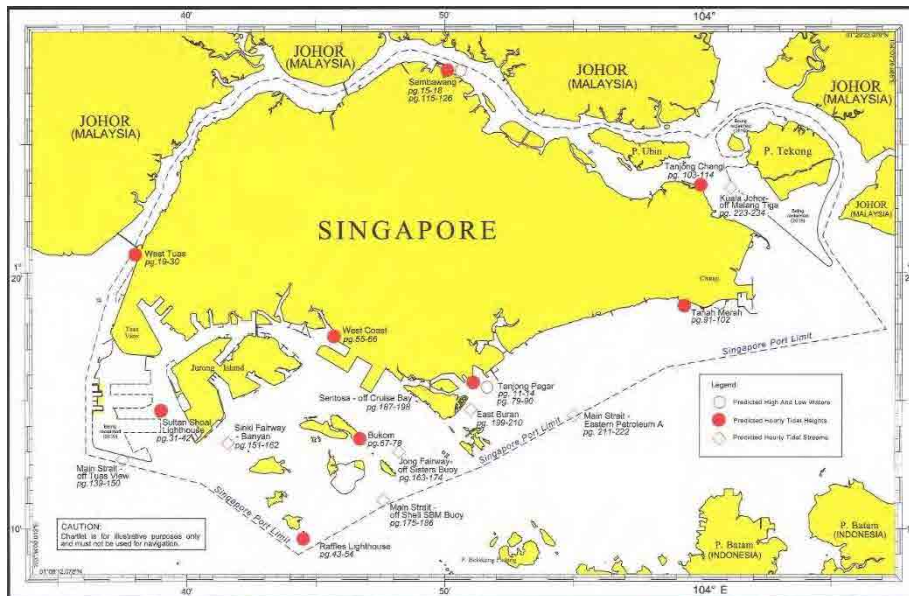 40'
50'
104°
JOHOR
(MALAYSIA)
JOHOR
(MALAYSIA)
JOHOR
(MALAYSIA)
JOHOR
(MALAYSIA)
JOHOR
(MALAYSIA)
Sembawang
pg.15-18
pg.115-126
P. Ubin
P. Tekong
Tanjong Changi
pg. 103-114
Kuala Johor-
off Malang Tiga
pg. 223-234
JOHOR
(MALAYSIA)
SINGAPORE
1°
20'
West Tuas
pg.19-30
Changi
Tanah Merah
pg.91-102
Tuas
View
West Coast
pg.55-66
Jurong
Island
Singapore Port Limit
Tanjong Pagar
pg. 11-14
pg. 79-90
Sentosa - off Cruise Bay
pg.187-198
East Buran
pg.199-210
Main Strait -
Eastern Petroleum A
pg. 211-222
Legend:
Predicted High And Low Waters
Predicted Hourly Tidal Heights
Predicted Hourly Tidal Streams
Sultan Shoal
Lighthouse
pg.31-42
Sinki Fairway
- Banyan
pg.151-162
Bukom
pg.67-78
Jong Fairway-
off Sisters Buoy
pg.163-174
Singapore Port Limit
Main Strait -
off Tuas View
pg.139-150
Singapore Port Limit
Main Strait -
off Shell SBM Buoy
pg.175-186
10'
CAUTION:
Chartlet is for illustrative purposes only
and must not be used for navigation.
Raffles Lighthouse
pg.43-54
P. Batam
(INDONESIA)
P. Batam
(INDONESIA)
40'
50'
104° E